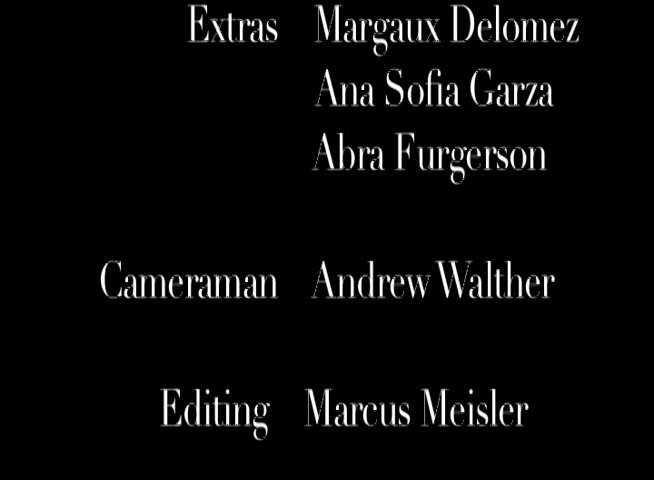 Extras Margaux Delomez
Ana Sofia Garza
Abra Furgerson
Cameraman Andrew Walther
Editing Marcus Meisler